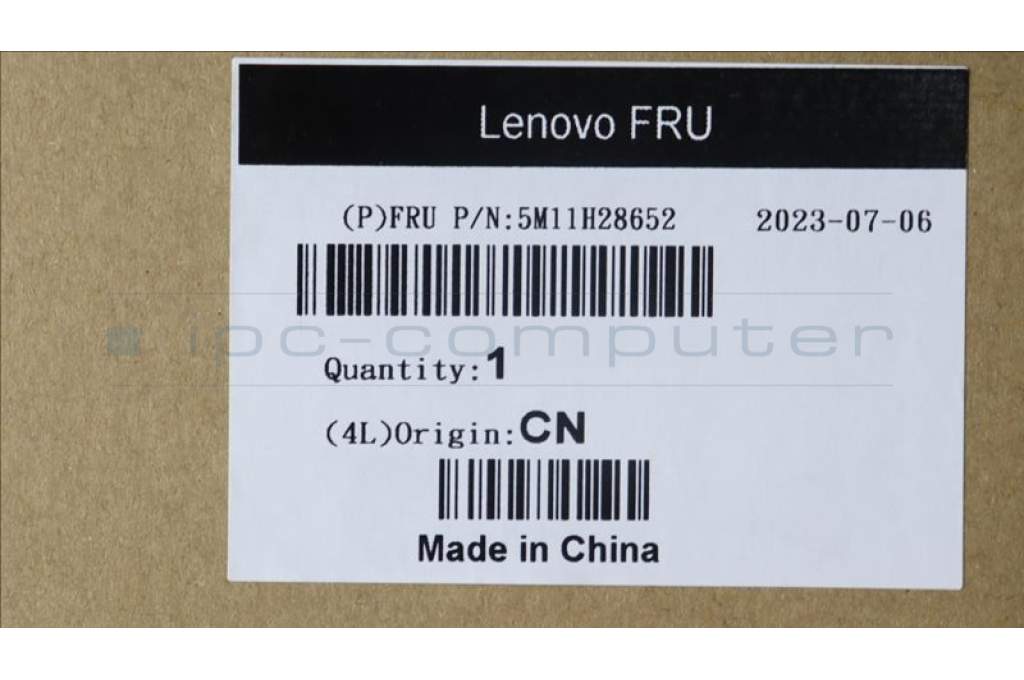 Lenovo FRU
(P)FRU P/N:5M11H28652 2023-07-06
ipc-computer
Quantity:1
(4L)Origin:CN
Made in China